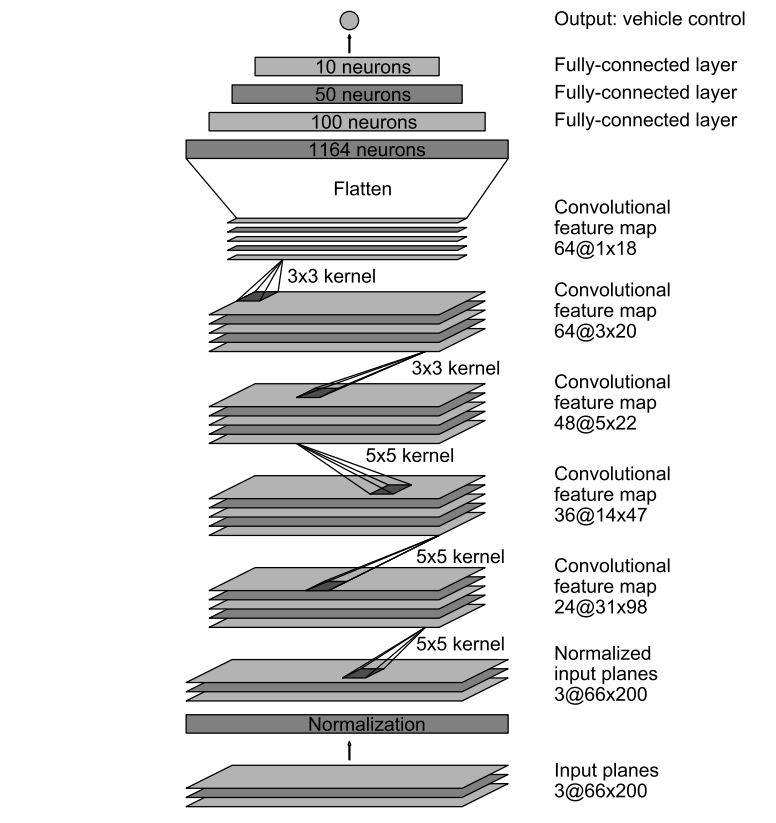 Output: vehicle control
10 neurons
Fully-connected layer
50 neurons
Fully-connected layer
100 neurons
Fully-connected layer
1164 neurons
Flatten
Convolutional
feature map
64@1x18
3x3 kernel
Convolutional
feature map
64@3x20
3x3 kernel
Convolutional
feature map
48@5x22
5x5 kernel
Convolutional
feature map
36@14x47
5x5 kernel
Convolutional
feature map
24@31x98
5x5 kernel
Normalized
input planes
3@66x200
Normalization
Input planes
3@66x200